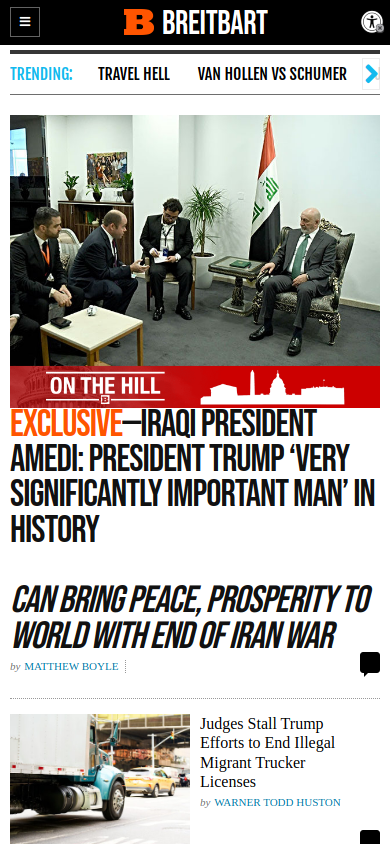 BREITBART
TRENDING:
TRAVEL HELL
VAN HOLLEN VS SCHUMER
ON THE HILL
EXCLUSIVE—IRAQI PRESIDENT
AMEDI: PRESIDENT TRUMP ‘VERY
SIGNIFICANTLY IMPORTANT MAN’ IN
HISTORY
CAN BRING PEACE, PROSPERITY TO
WORLD WITH END OF IRAN WAR
by MATTHEW BOYLE
Judges Stall Trump
Efforts to End Illegal
Migrant Trucker
Licenses
by WARNER TODD HUSTON